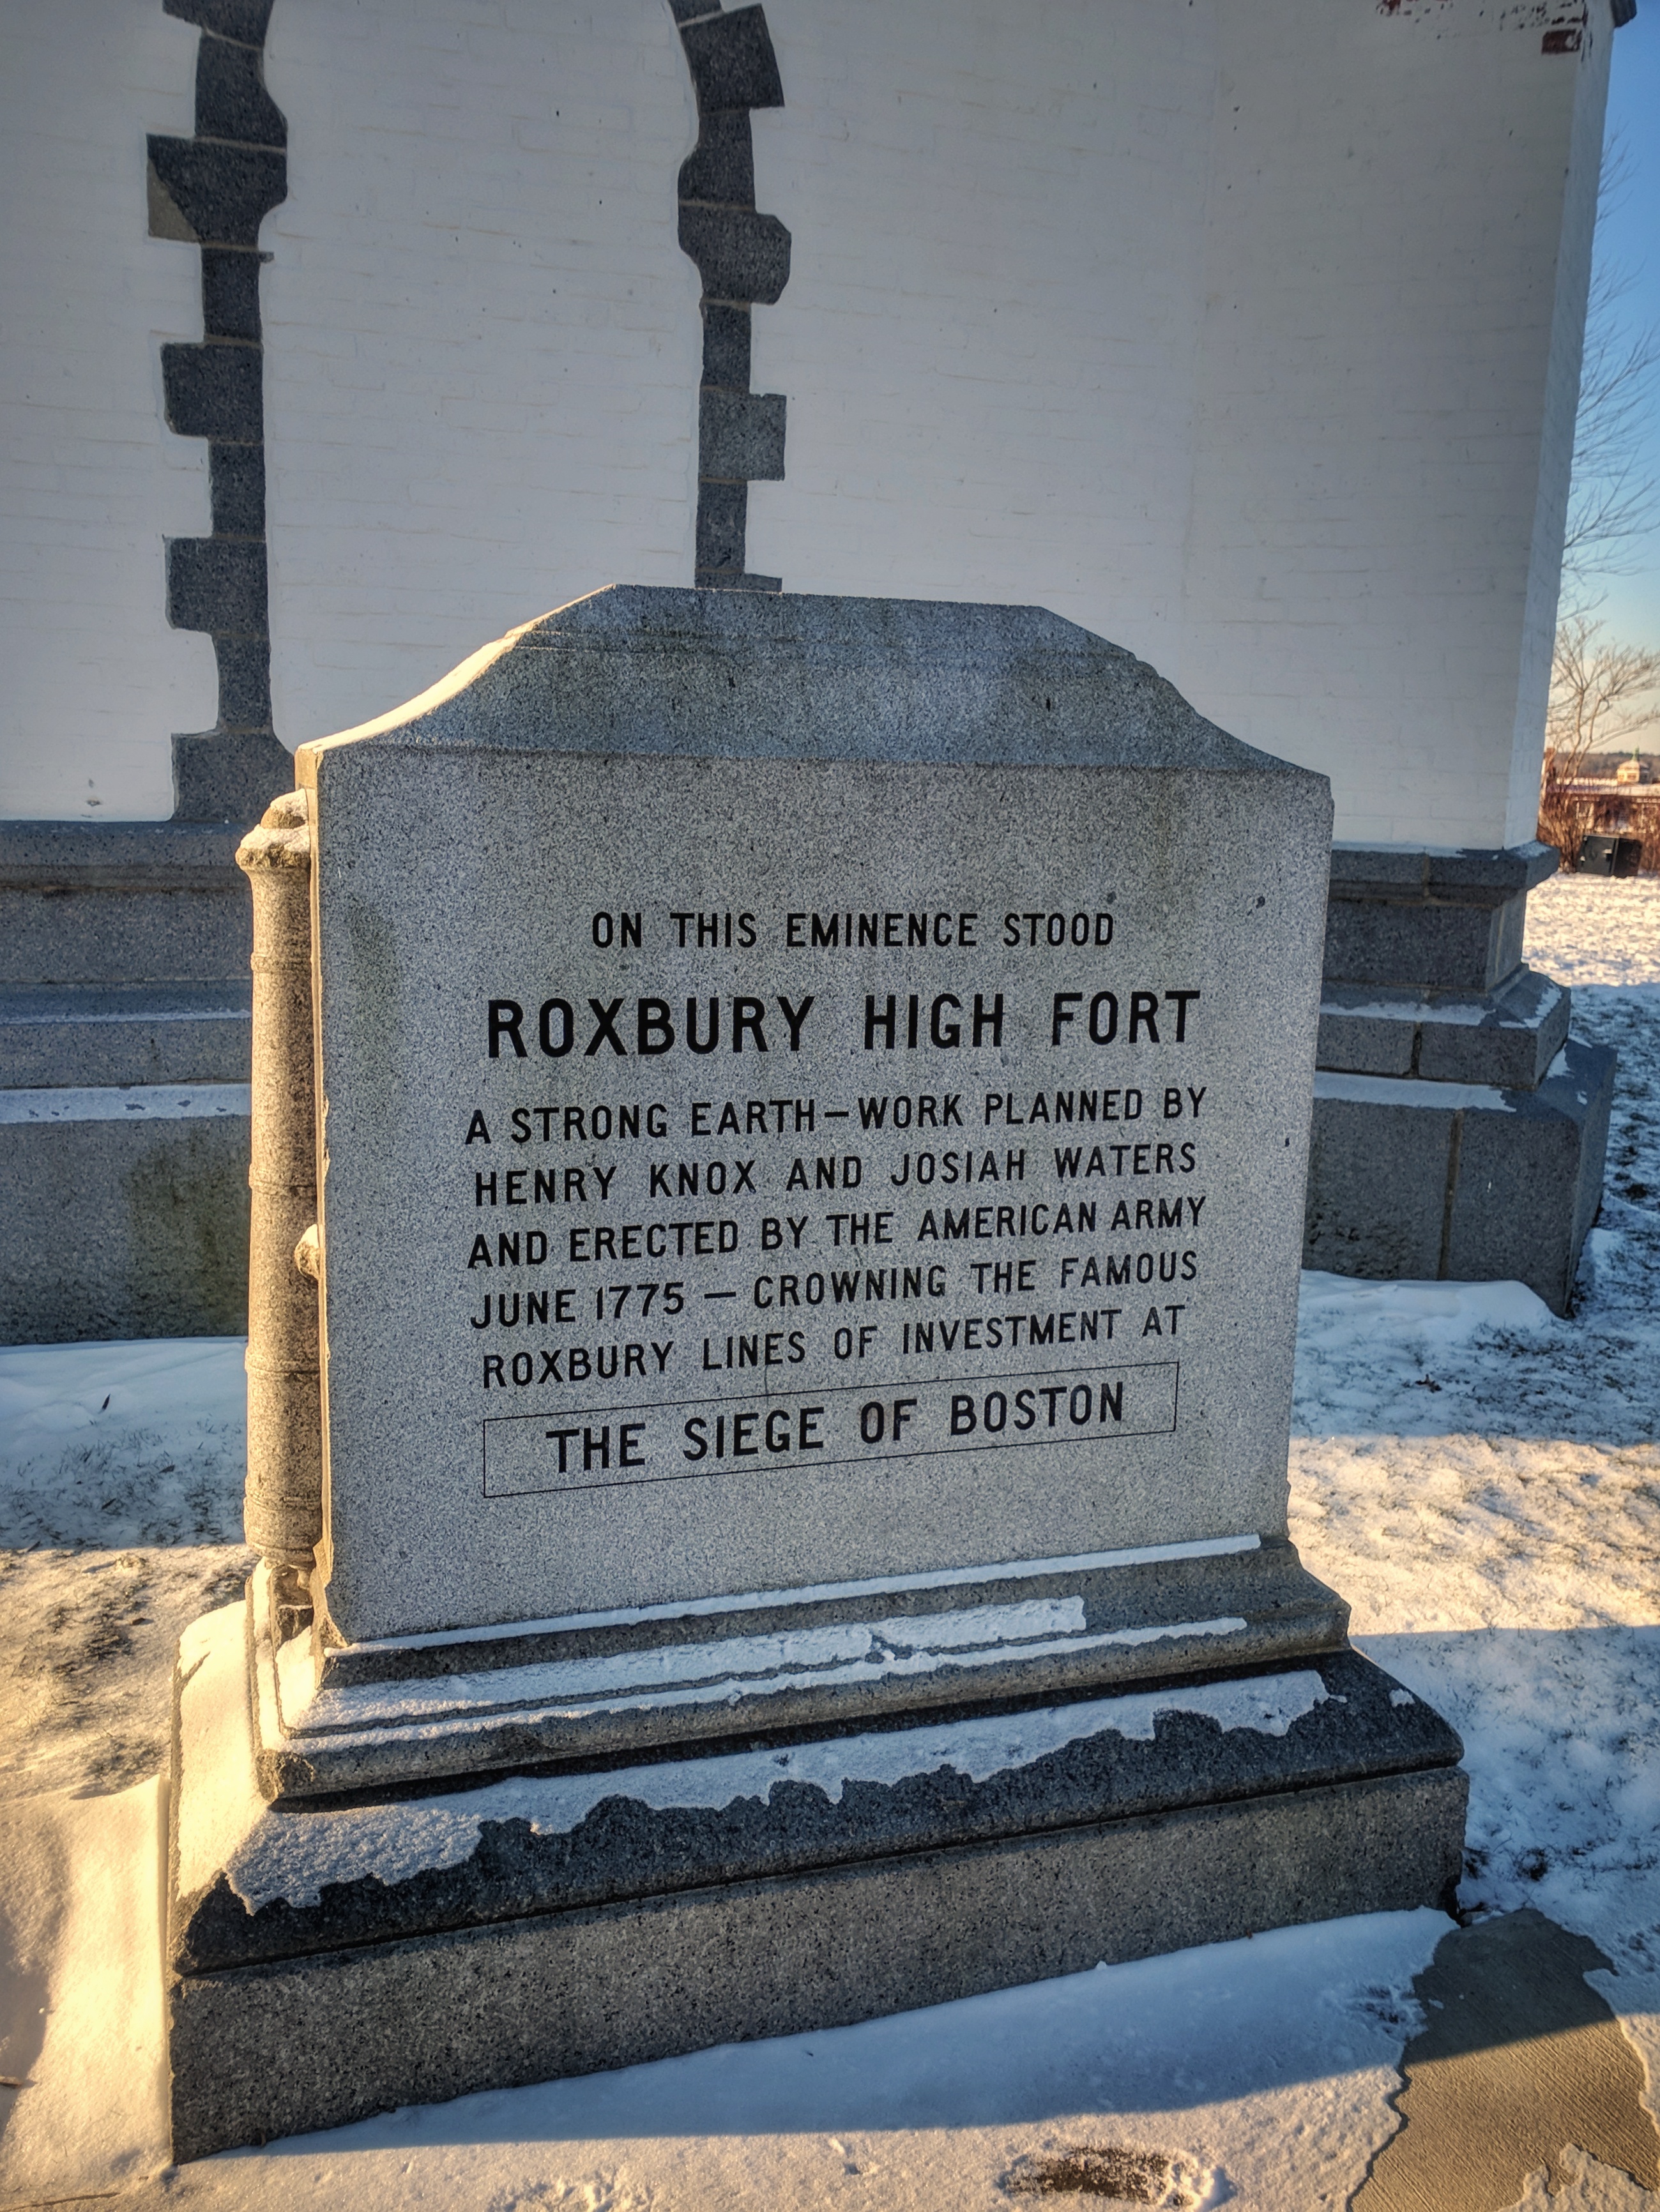 ON THIS EMINENCE STOOD
ROXBURY HIGH FORT
A STRONG EARTH—WORK PLANNED BY
HENRY KNOX AND JOSIAH WATERS
AND ERECTED BY THE AMERICAN ARMY
JUNE 1775 — CROWNING THE FAMOUS
ROXBURY LINES OF INVESTMENT AT
THE SIEGE OF BOSTON